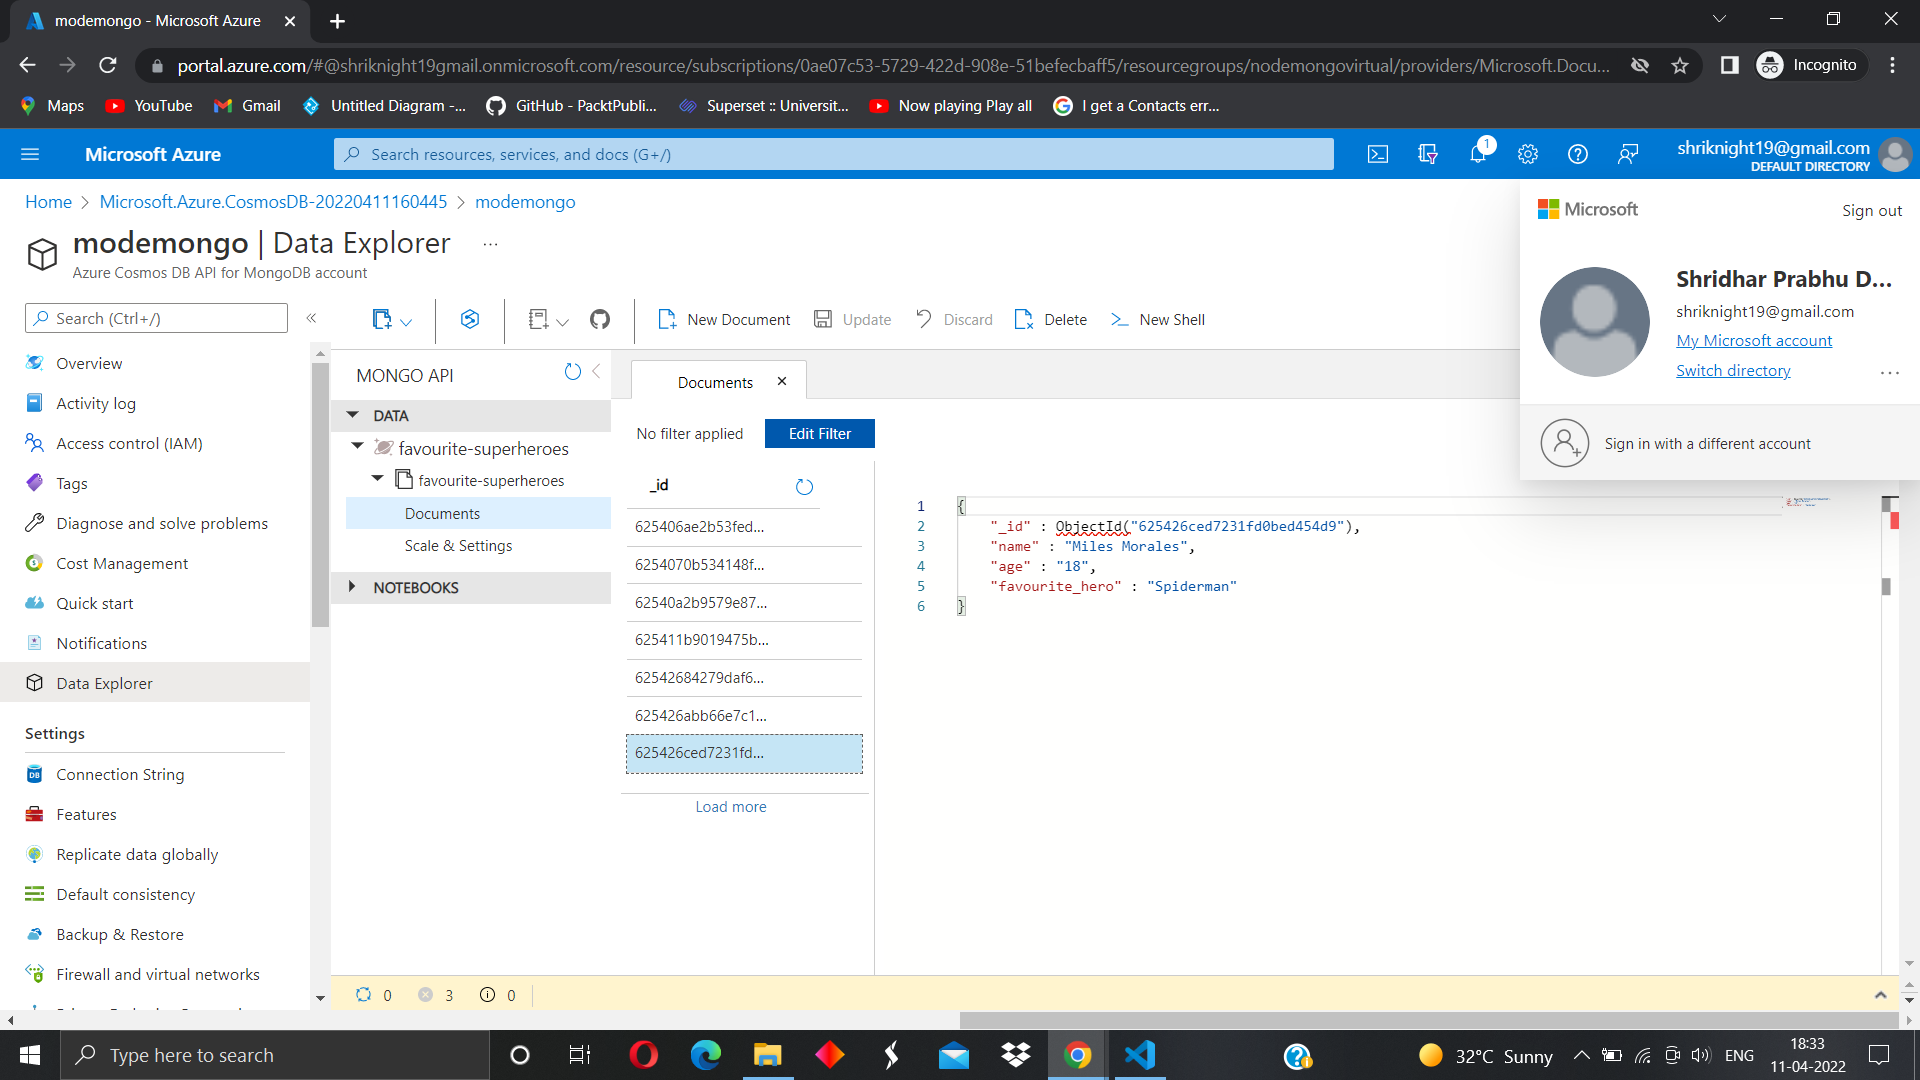 modemongo - Microsoft Azure
portal.azure.com/#@shriknight19gmail.onmicrosoft.com/resource/subscriptions/0ae07c53-5729-422d-908e-51befecbaff5/resourcegroups/nodemongovirtual/providers/Microsoft.Docu...
Incognito
Maps YouTube Gmail Untitled Diagram -... GitHub - PacktPubli... Superset :: Universit... Now playing Play all I get a Contacts err...
Microsoft Azure
Search resources, services, and docs (G+/)
1
shriknight19@gmail.com
DEFAULT DIRECTORY
Home > Microsoft.Azure.CosmosDB-20220411160445 > modemongo
modemongo | Data Explorer ...
Azure Cosmos DB API for MongoDB account
Microsoft
Sign out
Shridhar Prabhu D...
shriknight19@gmail.com
My Microsoft account
Switch directory
...
Sign in with a different account
Search (Ctrl+/)
«
Overview
Activity log
Access control (IAM)
Tags
Diagnose and solve problems
Cost Management
Quick start
Notifications
Data Explorer
Settings
Connection String
Features
Replicate data globally
Default consistency
Backup & Restore
Firewall and virtual networks
New Document Update Discard Delete New Shell
MONGO API
DATA
favourite-superheroes
favourite-superheroes
Documents
Scale & Settings
NOTEBOOKS
Documents
No filter applied
Edit Filter
_id
625406ae2b53fed...
6254070b534148f...
62540a2b9579e87...
625411b9019475b...
62542684279daf6...
625426abb66e7c1...
625426ced7231fd...
Load more
1 {
2 "_id" : ObjectId("625426ced7231fd0bed454d9"),
3 "name" : "Miles Morales",
4 "age" : "18",
5 "favourite_hero" : "Spiderman"
6 }
0 3 0
Type here to search
32°C Sunny
ENG
18:33
11-04-2022